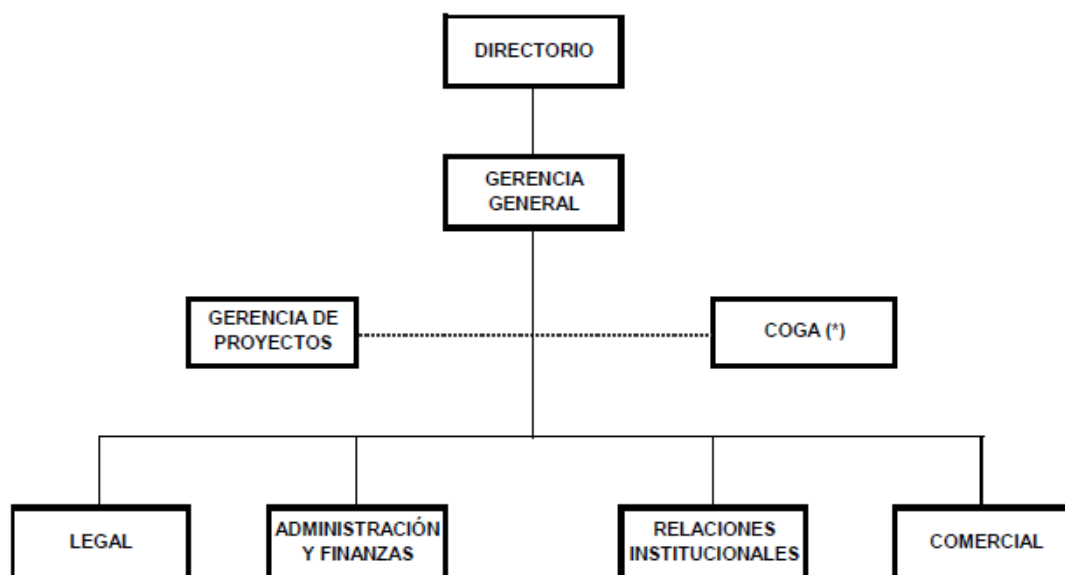 DIRECTORIO
GERENCIA
GENERAL
GERENCIA DE
PROYECTOS
COGA (*)
LEGAL
ADMINISTRACIÓN
Y FINANZAS
RELACIONES
INSTITUCIONALES
COMERCIAL